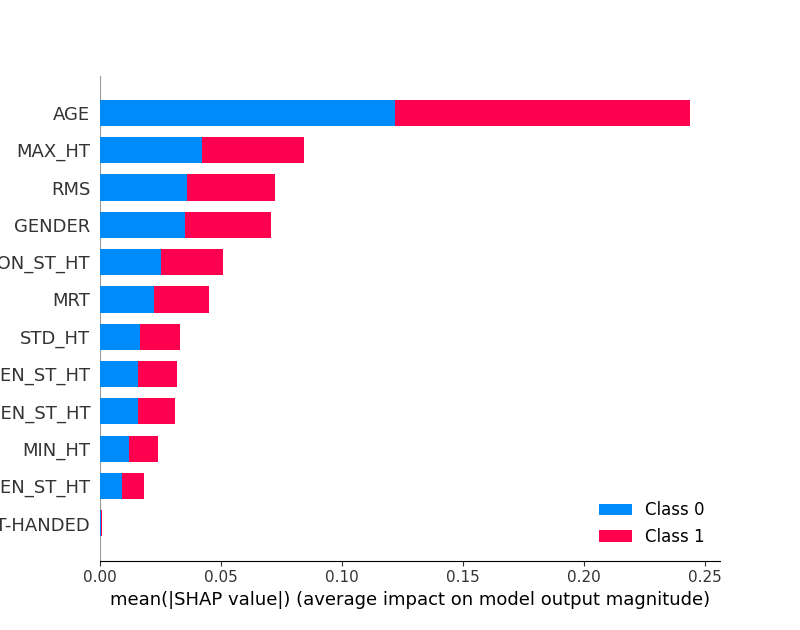 AGE
MAX_HT
RMS
GENDER
ON_ST_HT
MRT
STD_HT
EN_ST_HT
EN_ST_HT
MIN_HT
EN_ST_HT
T-HANDED
Class 0
Class 1
0.00 0.05 0.10 0.15 0.20 0.25
mean(|SHAP value|) (average impact on model output magnitude)